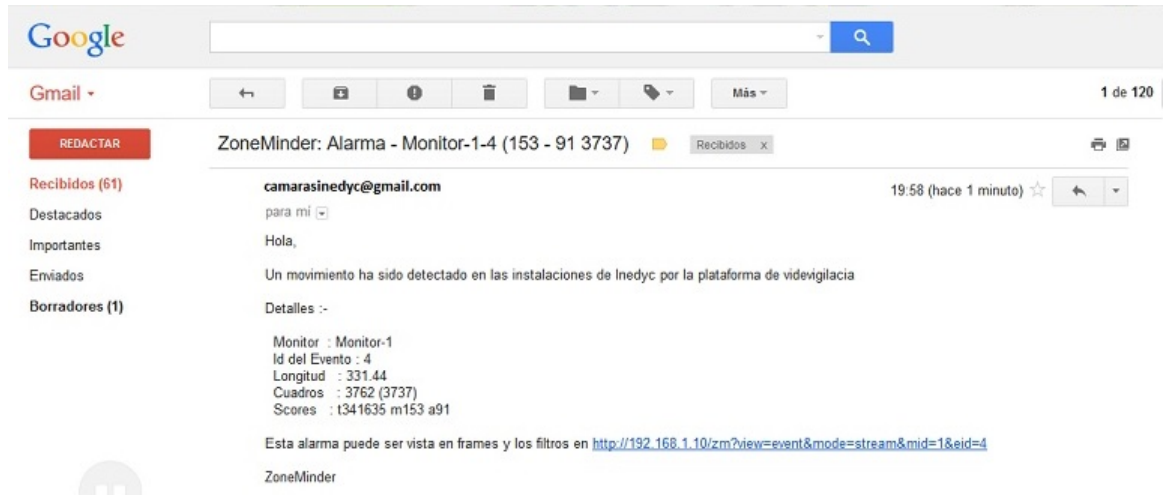 Google
Gmail
Más
1 de 120
REDACTAR
ZoneMinder: Alarma - Monitor-1-4 (153 - 91 3737)
Recibidos x
Recibidos (61)
camarasinedyc@gmail.com
19:58 (hace 1 minuto)
Destacados
para mí
Importantes
Hola,
Enviados
Un movimiento ha sido detectado en las instalaciones de Inedyc por la plataforma de videvigilacia
Borradores (1)
Detalles :-
Monitor : Monitor-1
Id del Evento : 4
Longitud : 331.44
Cuadros : 3762 (3737)
Scores : t341635 m153 a91
Esta alarma puede ser vista en frames y los filtros en http://192.168.1.10/zm?view=event&mode=stream&mid=1&eid=4
ZoneMinder